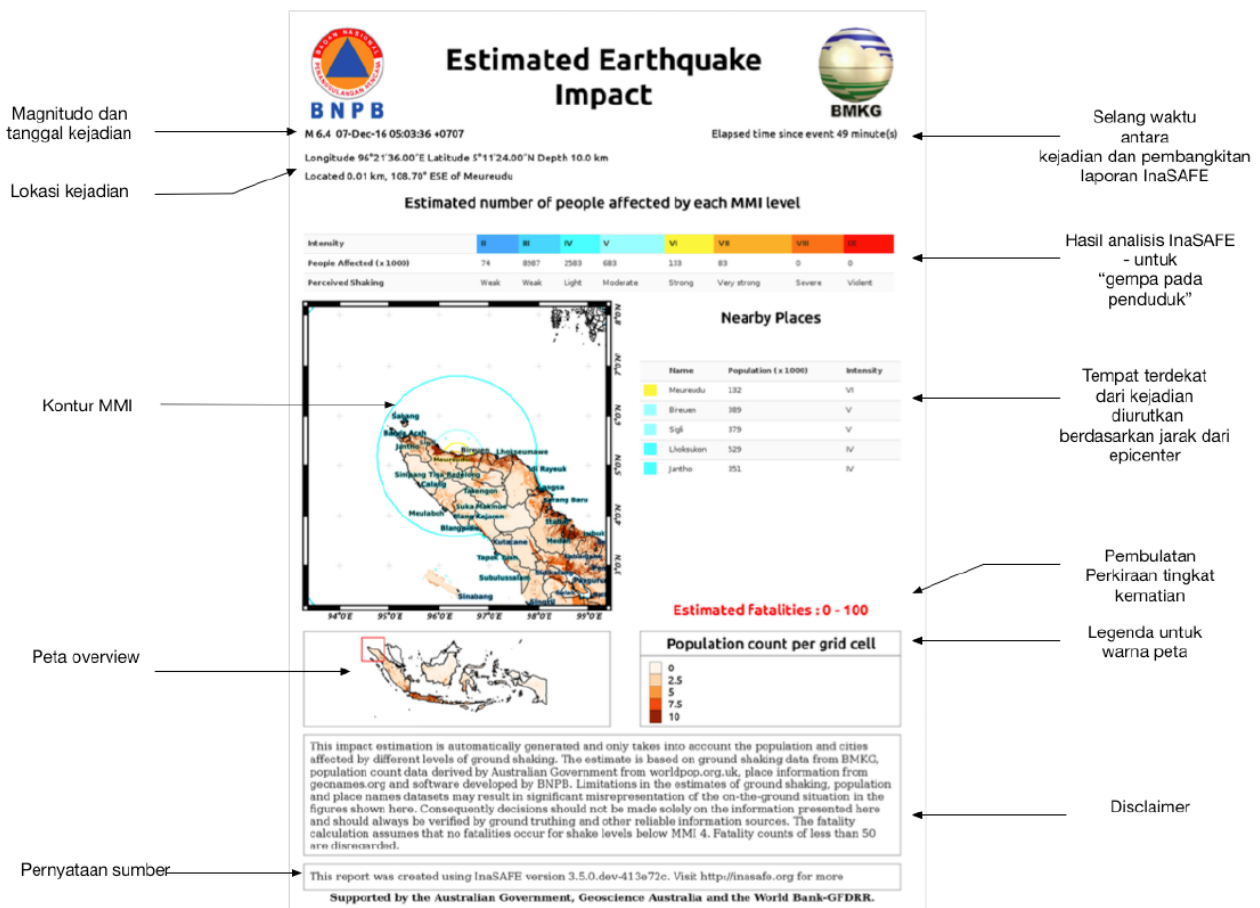 Estimated Earthquake
Impact
BNPB
BMKG
Magnitudo dan
tanggal kejadian
M 6.4 07-Dec-16 05:03:36 +0707
Elapsed time since event 49 minute(s)
Selang waktu
antara
kejadian dan pembangkitan
laporan InaSAFE
Lokasi kejadian
Longitude 96°21'36.00"E Latitude 5°11'24.00"N Depth 10.0 km
Located 0.01 km, 108.70° ESE of Meureudu
Estimated number of people affected by each MMI level
Intensity II III IV V VI VII VIII IX
People Affected (x 1000) 74 8987 2583 683 133 83 0 0
Perceived Shaking Weak Weak Light Moderate Strong Very strong Severe Violent
Hasil analisis InaSAFE
- untuk
“gempa pada
penduduk”
Kontur MMI
8°0'N
7°0'N
6°0'N
5°0'N
4°0'N
3°0'N
Sabang
Banda Aceh
Jantho
Sigli
Bireuen
Lhokseumawe
Meureudu
Simpang Tiga Redelong
Calang
Takengon
Langsa
Karang Baru
Suka Makmue
Meulaboh
Blang Kejeren
Blangpidie
Stabat
Medan
Kutacane
Tapak Tuan
Subulussalam
Sinabang
94°0'E 95°0'E 96°0'E 97°0'E 98°0'E 99°0'E
Nearby Places
Name Population (x 1000) Intensity
Meureudu 132 VI
Bireuen 389 V
Sigli 379 V
Lhoksukon 529 IV
Jantho 351 IV
Tempat terdekat
dari kejadian
diurutkan
berdasarkan jarak dari
epicenter
Estimated fatalities : 0 - 100
Pembulatan
Perkiraan tingkat
kematian
Peta overview
Population count per grid cell
0
2.5
5
7.5
10
Legenda untuk
warna peta
This impact estimation is automatically generated and only takes into account the population and cities
affected by different levels of ground shaking. The estimate is based on ground shaking data from BMKG,
population count data derived by Australian Government from worldpop.org.uk, place information from
geonames.org and software developed by BNPB. Limitations in the estimates of ground shaking, population
and place names datasets may result in significant misrepresentation of the on-the-ground situation in the
figures shown here. Consequently decisions should not be made solely on the information presented here
and should always be verified by ground truthing and other reliable information sources. The fatality
calculation assumes that no fatalities occur for shake levels below MMI 4. Fatality counts of less than 50
are disregarded.
Disclaimer
Pernyataan sumber
This report was created using InaSAFE version 3.5.0.dev-413e72c. Visit http://inasafe.org for more
Supported by the Australian Government, Geoscience Australia and the World Bank-GFDRR.